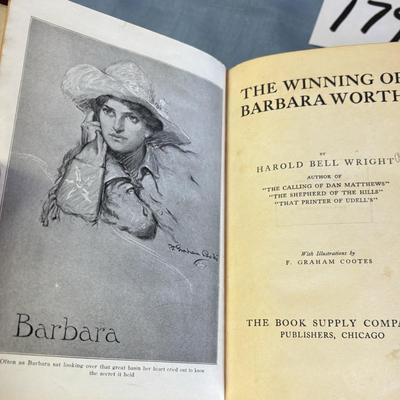 F. Graham Cootes
Barbara
Often as Barbara sat looking over that great basin her heart cried out to know
the secret it held
179
THE WINNING OF
BARBARA WORTH
BY
HAROLD BELL WRIGHT
AUTHOR OF
"THE CALLING OF DAN MATTHEWS"
"THE SHEPHERD OF THE HILLS"
"THAT PRINTER OF UDELL'S"
With Illustrations by
F. GRAHAM COOTES
THE BOOK SUPPLY COMPA
PUBLISHERS, CHICAGO